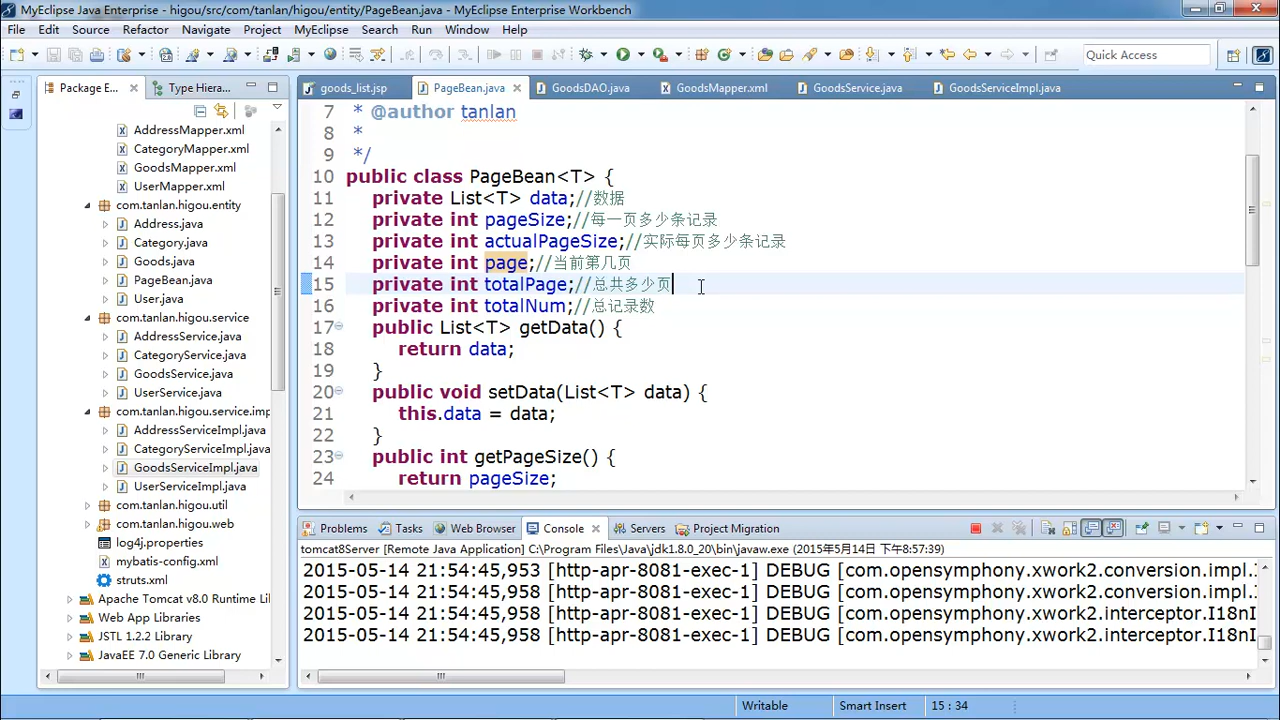 MyEclipse Java Enterprise - higou/src/com/tanlan/higou/entity/PageBean.java - MyEclipse Enterprise Workbench
File Edit Source Refactor Navigate Project MyEclipse Run Search Window Help
Quick Access
Package E... Type Hiera...
goods_list.jsp PageBean.java GoodsDAO.java GoodsMapper.xml GoodsService.java GoodsServiceImpl.java
AddressMapper.xml
CategoryMapper.xml
GoodsMapper.xml
UserMapper.xml
com.tanlan.higou.entity
Address.java
Category.java
Goods.java
PageBean.java
User.java
com.tanlan.higou.service
AddressService.java
CategoryService.java
GoodsService.java
UserService.java
com.tanlan.higou.service.imp
AddressServiceImpl.java
CategoryServiceImpl.java
GoodsServiceImpl.java
UserServiceImpl.java
com.tanlan.higou.util
com.tanlan.higou.web
log4j.properties
mybatis-config.xml
struts.xml
Apache Tomcat v8.0 Runtime Li
Web App Libraries
JSTL 1.2.2 Library
JavaEE 7.0 Generic Library
7 * @author tanlan
8 *
9 */
10 public class PageBean<T> {
11 private List<T> data;//数据
12 private int pageSize;//每一页多少条记录
13 private int actualPageSize;//实际每页多少条记录
14 private int page;//当前第几页
15 private int totalPage;//总共多少页
16 private int totalNum;//总记录数
17 public List<T> getData() {
18 return data;
19 }
20 public void setData(List<T> data) {
21 this.data = data;
22 }
23 public int getPageSize() {
24 return pageSize;
Problems Tasks Web Browser Console Servers Project Migration
tomcat8Server [Remote Java Application] C:\Program Files\Java\jdk1.8.0_20\bin\javaw.exe (2015年5月14日 下午8:57:39)
2015-05-14 21:54:45,953 [http-apr-8081-exec-1] DEBUG [com.opensymphony.xwork2.conversion.impl.
2015-05-14 21:54:45,958 [http-apr-8081-exec-1] DEBUG [com.opensymphony.xwork2.conversion.impl.
2015-05-14 21:54:45,958 [http-apr-8081-exec-1] DEBUG [com.opensymphony.xwork2.interceptor.I18nI
2015-05-14 21:54:45,958 [http-apr-8081-exec-1] DEBUG [com.opensymphony.xwork2.interceptor.I18nI
Writable Smart Insert 15 : 34